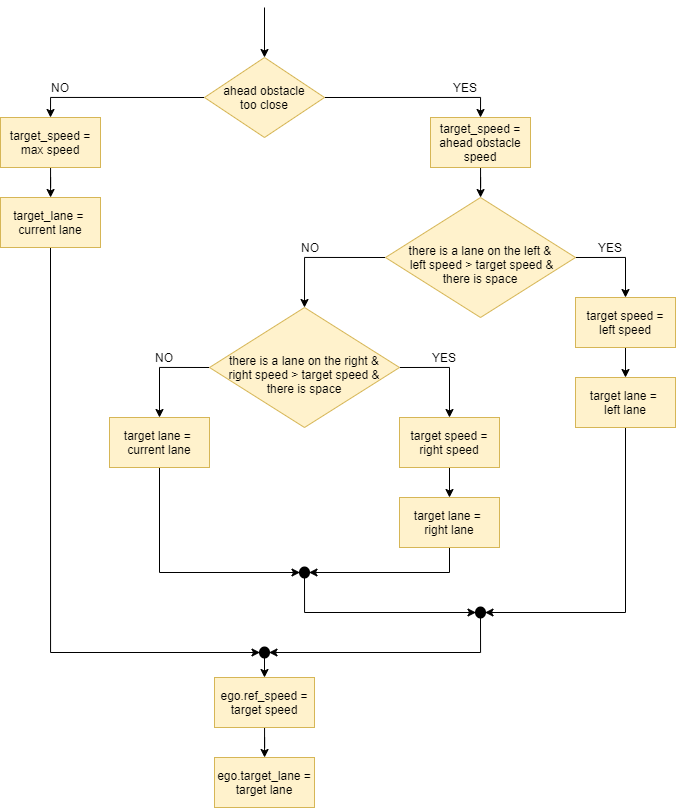 ahead obstacle
too close
NO
YES
target_speed =
max speed
target_speed =
ahead obstacle
speed
target_lane =
current lane
there is a lane on the left &
left speed > target speed &
there is space
NO
YES
target speed =
left speed
there is a lane on the right &
right speed > target speed &
there is space
NO
YES
target lane =
left lane
target lane =
current lane
target speed =
right speed
target lane =
right lane
ego.ref_speed =
target speed
ego.target_lane =
target lane